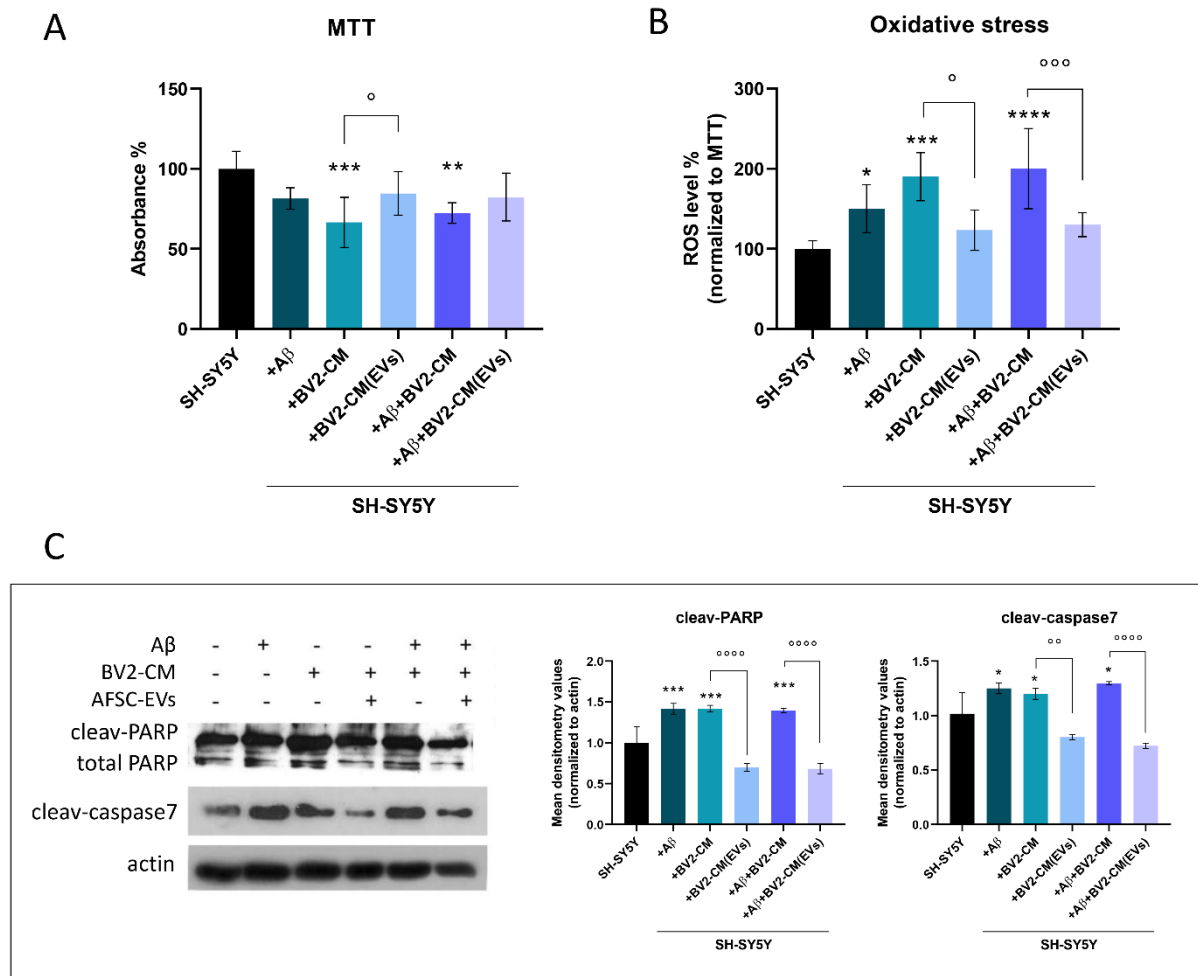 A
MTT
Absorbance %
150
100
50
0
°
***
**
SH-SY5Y
+Aβ
+BV2-CM
+BV2-CM(EVs)
+Aβ+BV2-CM
+Aβ+BV2-CM(EVs)
SH-SY5Y
B
Oxidative stress
ROS level %
(normalized to MTT)
300
200
100
0
°
°°°
*
***
****
SH-SY5Y
+Aβ
+BV2-CM
+BV2-CM(EVs)
+Aβ+BV2-CM
+Aβ+BV2-CM(EVs)
SH-SY5Y
C
Aβ - + - - + +
BV2-CM - - + + + +
AFSC-EVs - - - + - +
cleav-PARP
total PARP
cleav-caspase7
actin
cleav-PARP
Mean densitometry values
(normalized to actin)
2.0
1.5
1.0
0.5
0.0
°°°°
°°°°
***
***
***
SH-SY5Y
+Aβ
+BV2-CM
+BV2-CM(EVs)
+Aβ+BV2-CM
+Aβ+BV2-CM(EVs)
SH-SY5Y
cleav-caspase7
Mean densitometry values
(normalized to actin)
1.5
1.0
0.5
0.0
°°
°°°°
*
*
*
SH-SY5Y
+Aβ
+BV2-CM
+BV2-CM(EVs)
+Aβ+BV2-CM
+Aβ+BV2-CM(EVs)
SH-SY5Y